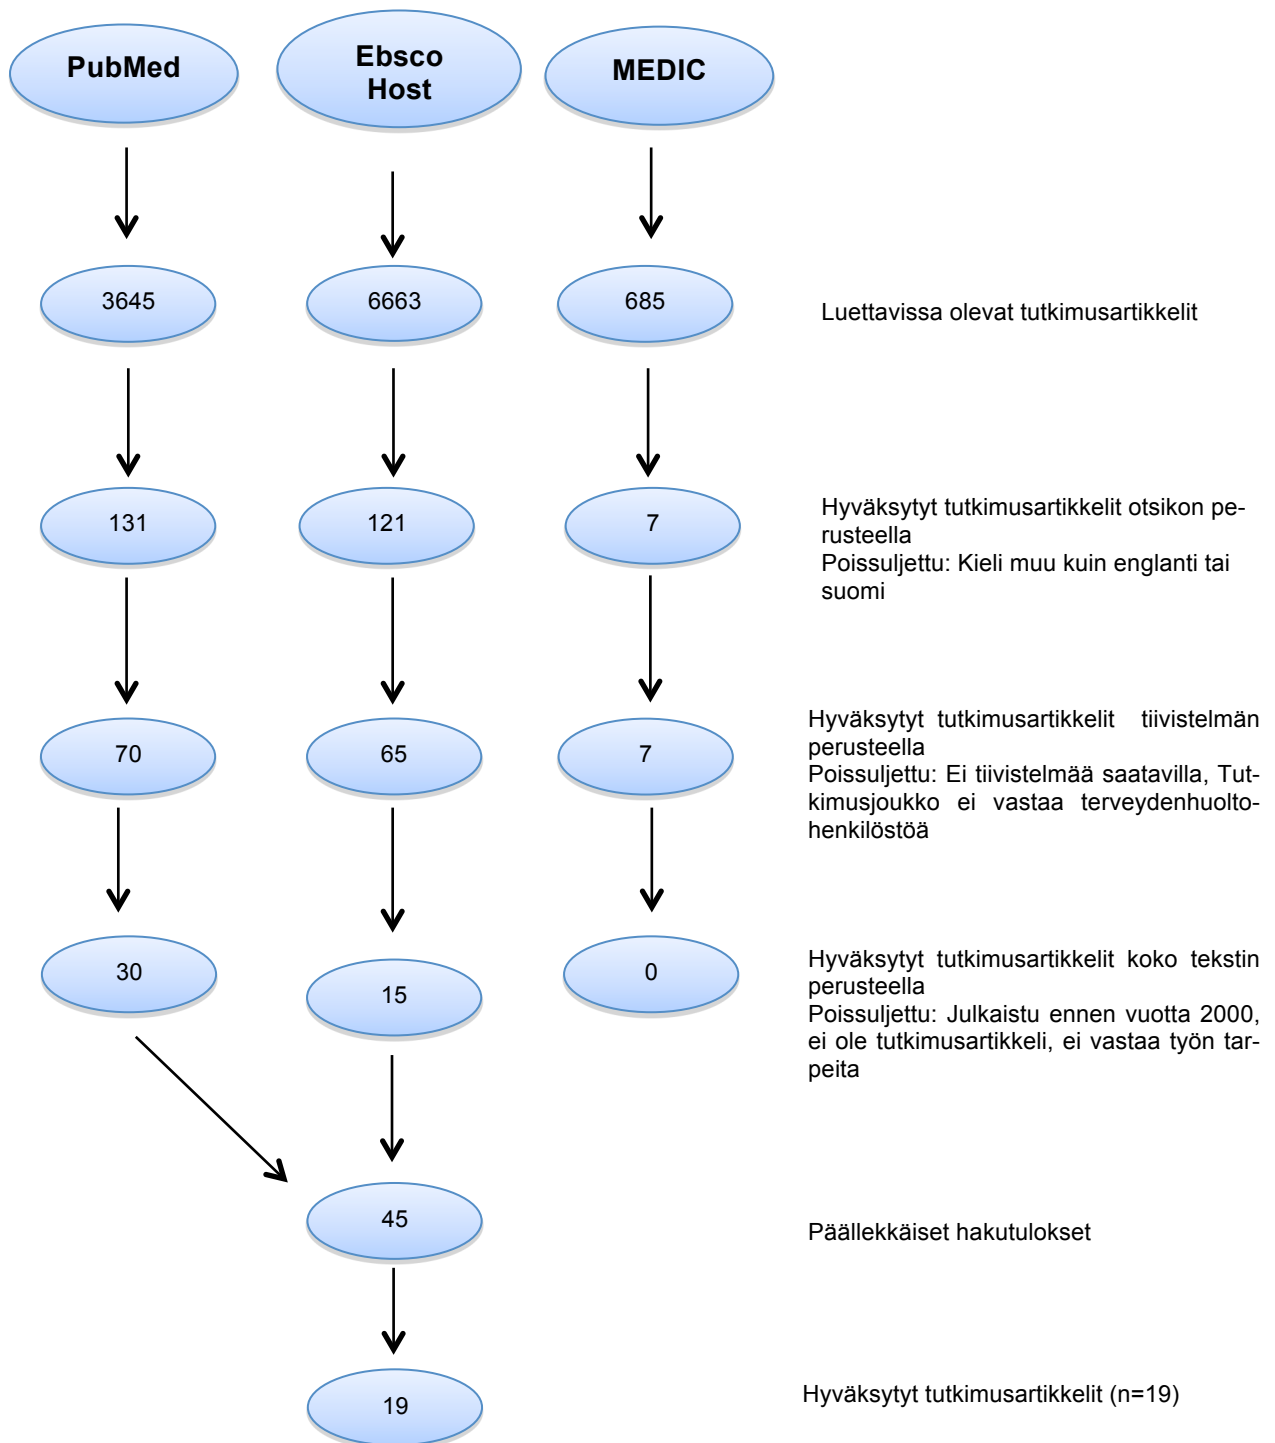 PubMed
Ebsco
Host
MEDIC
3645
6663
685
Luettavissa olevat tutkimusartikkelit
131
121
7
Hyväksytyt tutkimusartikkelit otsikon pe-
rusteella
Poissuljettu: Kieli muu kuin englanti tai
suomi
70
65
7
Hyväksytyt tutkimusartikkelit tiivistelmän
perusteella
Poissuljettu: Ei tiivistelmää saatavilla, Tut-
kimusjoukko ei vastaa terveydenhuolto-
henkilöstöä
30
15
0
Hyväksytyt tutkimusartikkelit koko tekstin
perusteella
Poissuljettu: Julkaistu ennen vuotta 2000,
ei ole tutkimusartikkeli, ei vastaa työn tar-
peita
45
Päällekkäiset hakutulokset
19
Hyväksytyt tutkimusartikkelit (n=19)